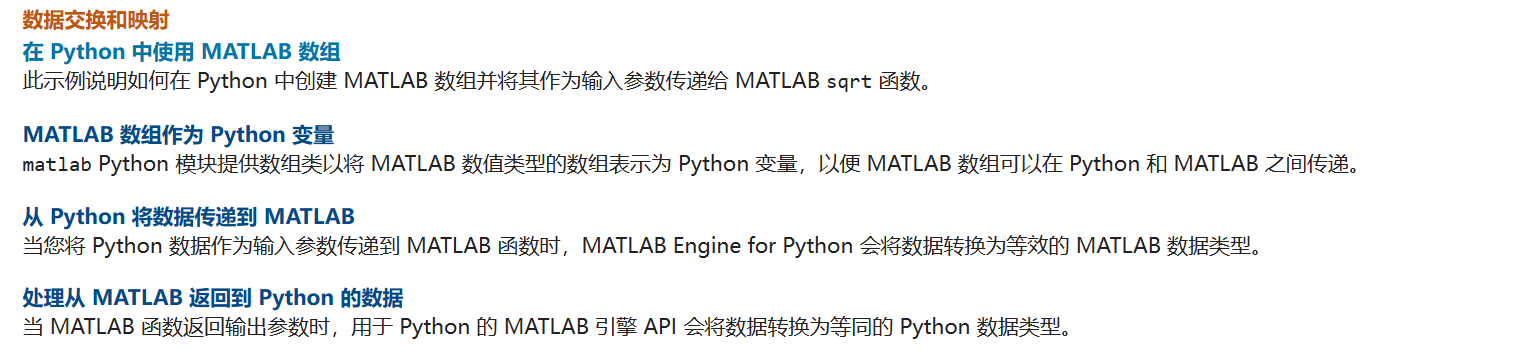 数据交换和映射
在 Python 中使用 MATLAB 数组
此示例说明如何在 Python 中创建 MATLAB 数组并将其作为输入参数传递给 MATLAB sqrt 函数。
MATLAB 数组作为 Python 变量
matlab Python 模块提供数组类以将 MATLAB 数值类型的数组表示为 Python 变量，以便 MATLAB 数组可以在 Python 和 MATLAB 之间传递。
从 Python 将数据传递到 MATLAB
当您将 Python 数据作为输入参数传递到 MATLAB 函数时，MATLAB Engine for Python 会将数据转换为等效的 MATLAB 数据类型。
处理从 MATLAB 返回到 Python 的数据
当 MATLAB 函数返回输出参数时，用于 Python 的 MATLAB 引擎 API 会将数据转换为等同的 Python 数据类型。